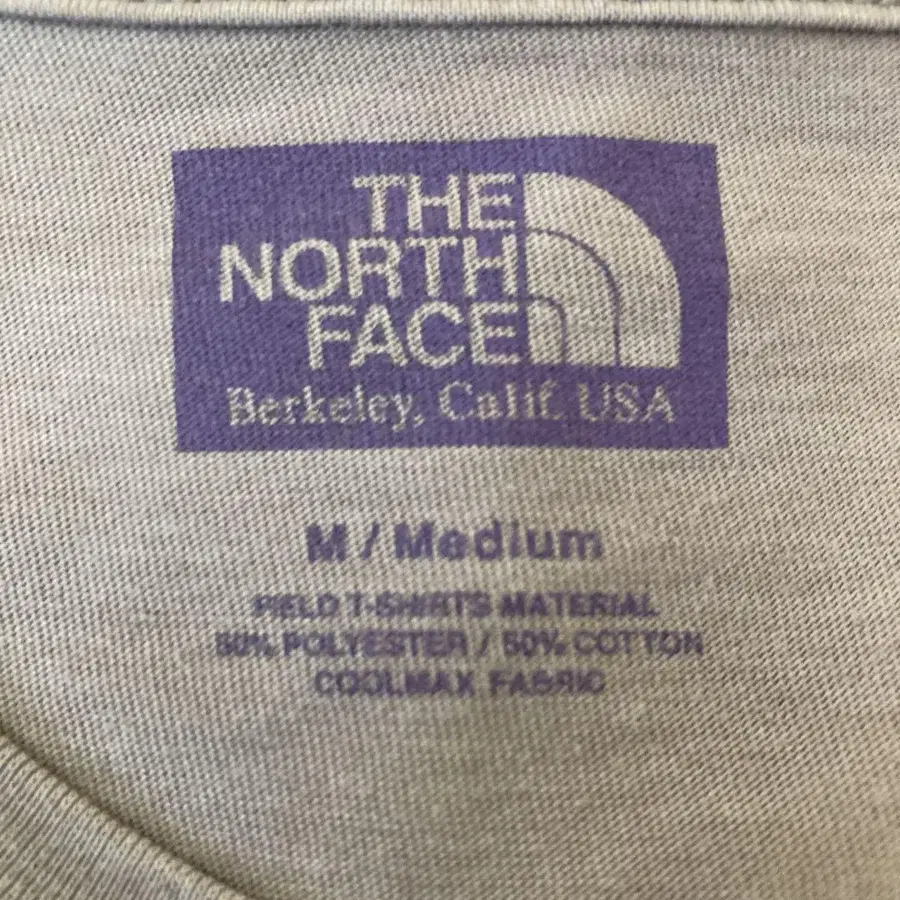 THE
NORTH
FACE
Berkeley, Calif. USA
M / Medium
FIELD T-SHIRTS MATERIAL
50% POLYESTER / 50% COTTON
COOLMAX FABRIC